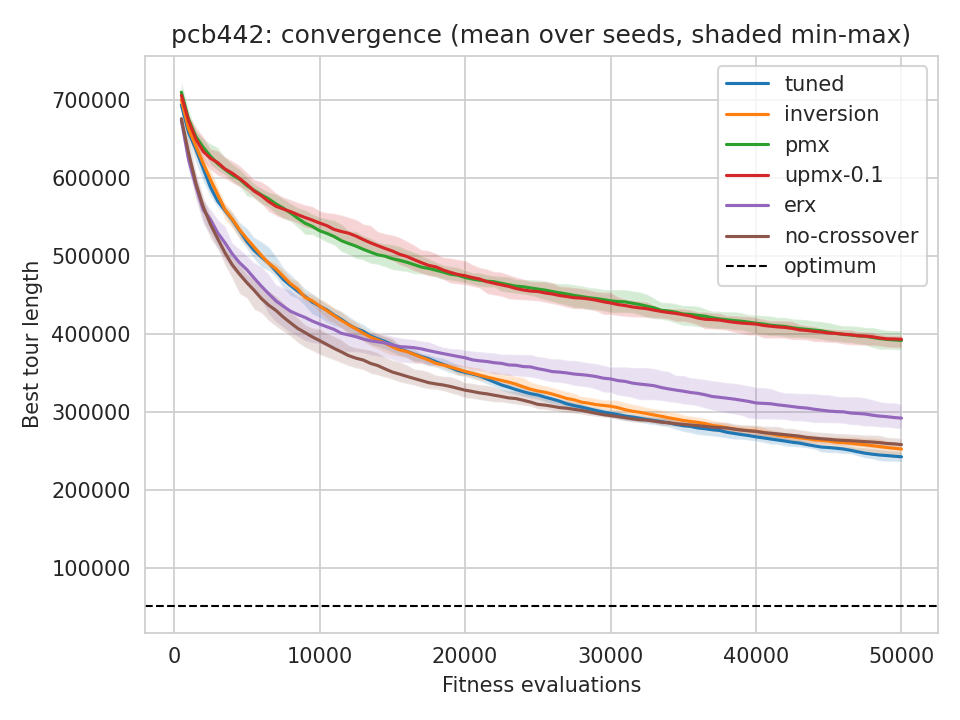 pcb442: convergence (mean over seeds, shaded min-max)
tuned
inversion
pmx
upmx-0.1
erx
no-crossover
optimum
Best tour length
700000
600000
500000
400000
300000
200000
100000
0
10000
20000
30000
40000
50000
Fitness evaluations